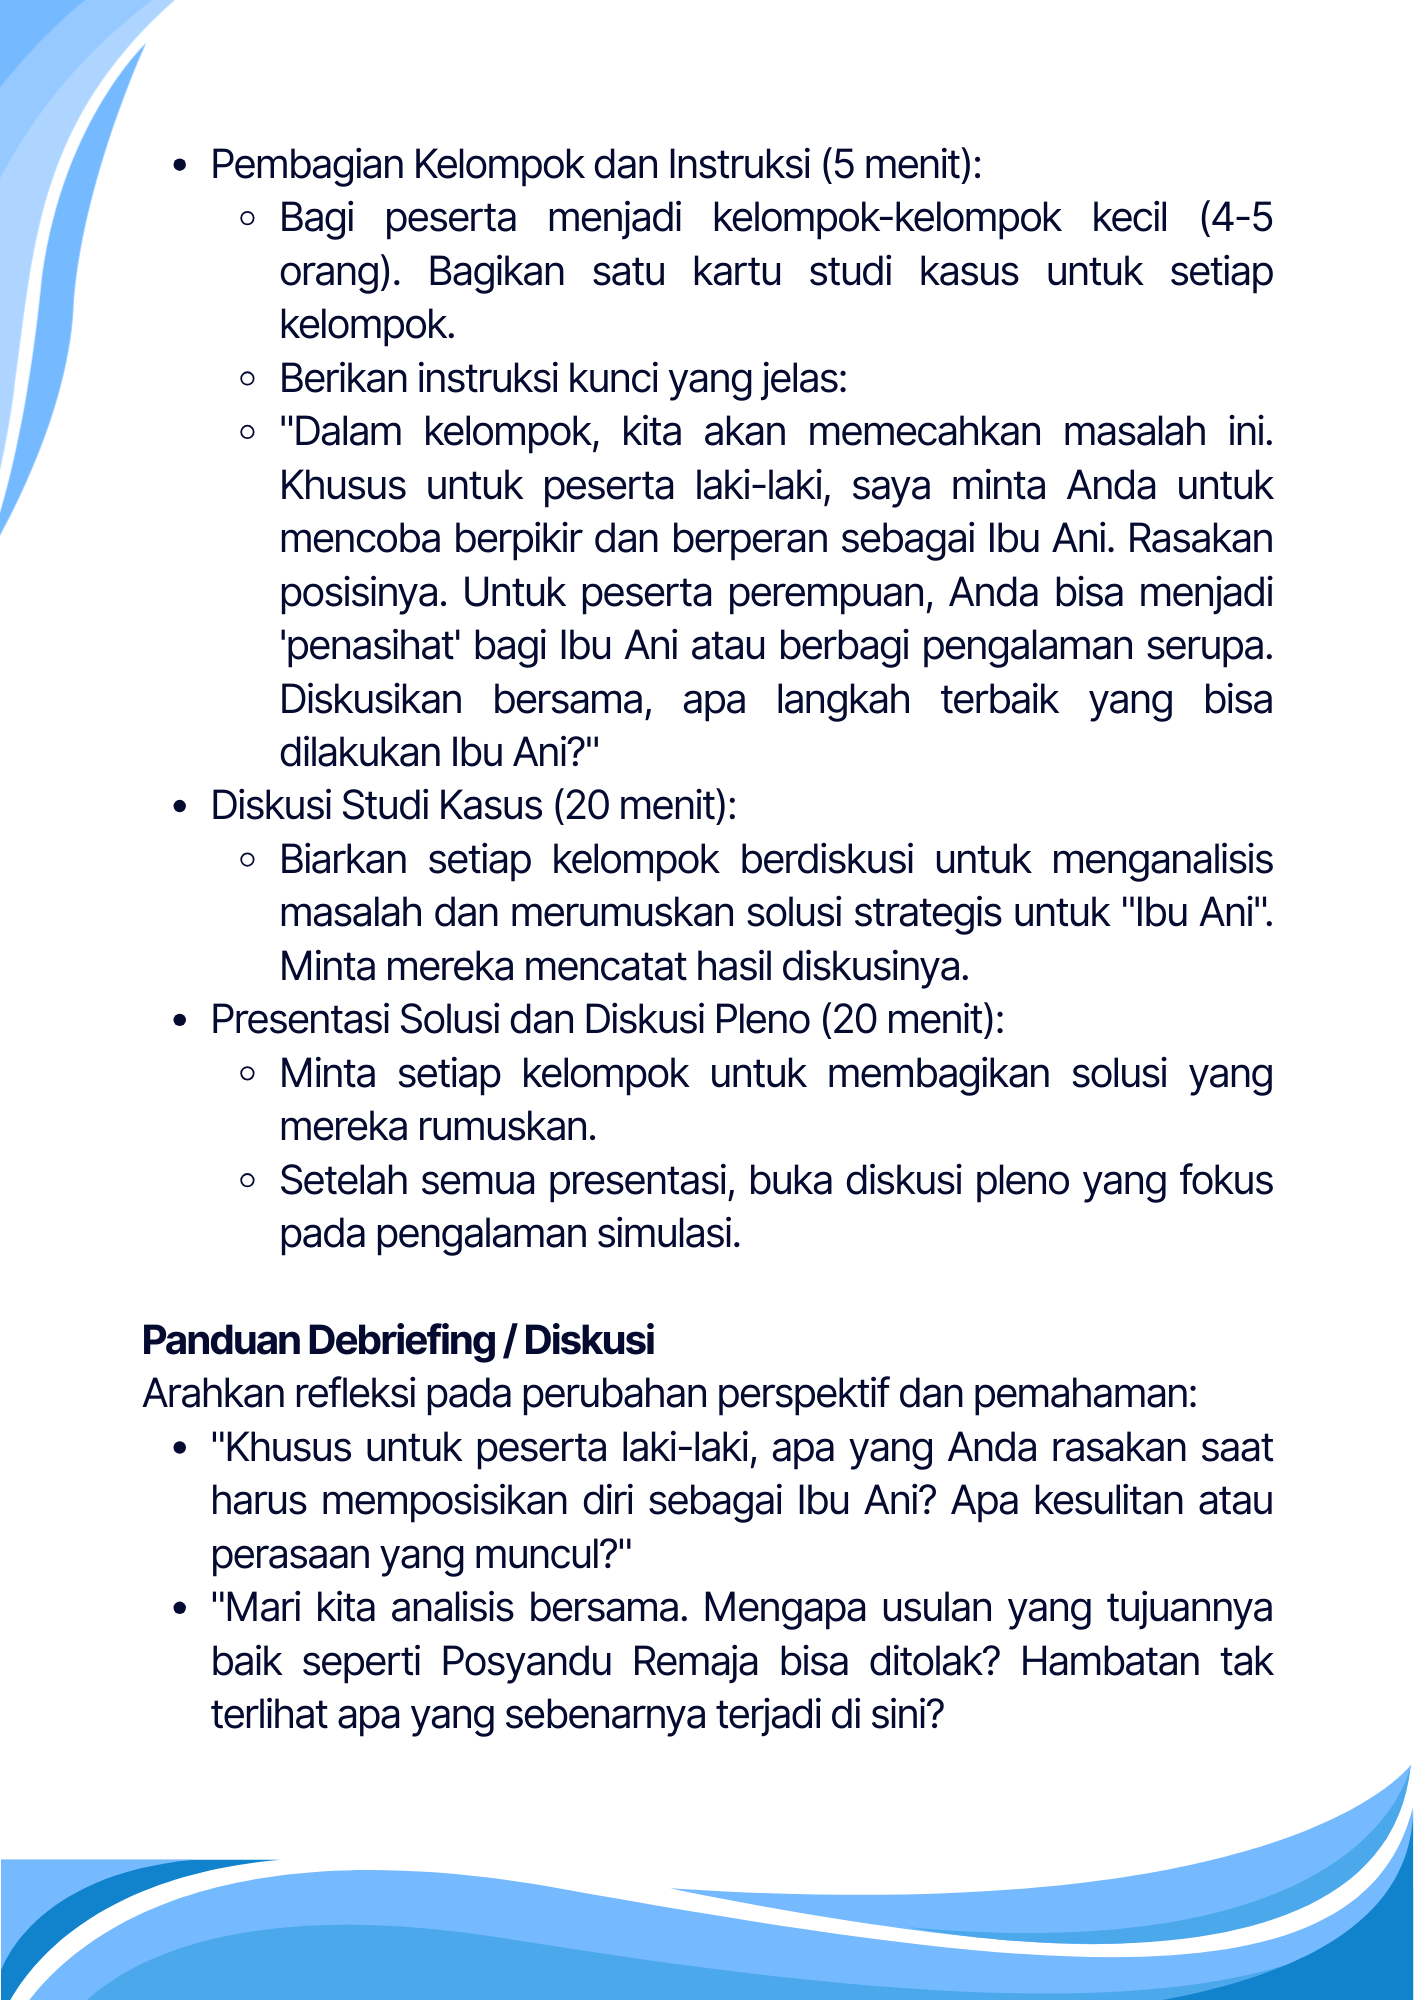 • Pembagian Kelompok dan Instruksi (5 menit):
◦ Bagi peserta menjadi kelompok-kelompok kecil (4-5
orang). Bagikan satu kartu studi kasus untuk setiap
kelompok.
◦ Berikan instruksi kunci yang jelas:
◦ "Dalam kelompok, kita akan memecahkan masalah ini.
Khusus untuk peserta laki-laki, saya minta Anda untuk
mencoba berpikir dan berperan sebagai Ibu Ani. Rasakan
posisinya. Untuk peserta perempuan, Anda bisa menjadi
'penasihat' bagi Ibu Ani atau berbagi pengalaman serupa.
Diskusikan bersama, apa langkah terbaik yang bisa
dilakukan Ibu Ani?"
• Diskusi Studi Kasus (20 menit):
◦ Biarkan setiap kelompok berdiskusi untuk menganalisis
masalah dan merumuskan solusi strategis untuk "Ibu Ani".
Minta mereka mencatat hasil diskusinya.
• Presentasi Solusi dan Diskusi Pleno (20 menit):
◦ Minta setiap kelompok untuk membagikan solusi yang
mereka rumuskan.
◦ Setelah semua presentasi, buka diskusi pleno yang fokus
pada pengalaman simulasi.
Panduan Debriefing / Diskusi
Arahkan refleksi pada perubahan perspektif dan pemahaman:
• "Khusus untuk peserta laki-laki, apa yang Anda rasakan saat
harus memposisikan diri sebagai Ibu Ani? Apa kesulitan atau
perasaan yang muncul?"
• "Mari kita analisis bersama. Mengapa usulan yang tujuannya
baik seperti Posyandu Remaja bisa ditolak? Hambatan tak
terlihat apa yang sebenarnya terjadi di sini?